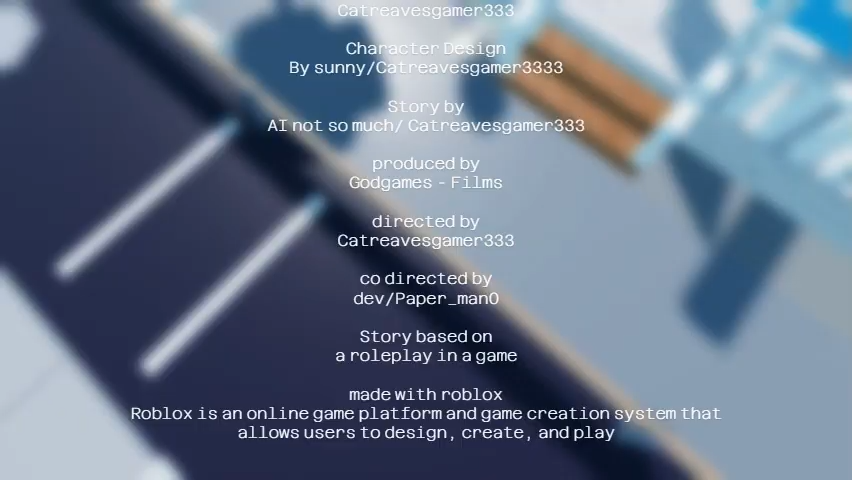 Catreavesgamer333
Character Design
By sunny/Catreavesgamer3333
Story by
AI not so much/ Catreavesgamer333
produced by
Godgames - Films
directed by
Catreavesgamer333
co directed by
dev/Paper_man0
Story based on
a roleplay in a game
made with roblox
Roblox is an online game platform and game creation system that
allows users to design, create, and play